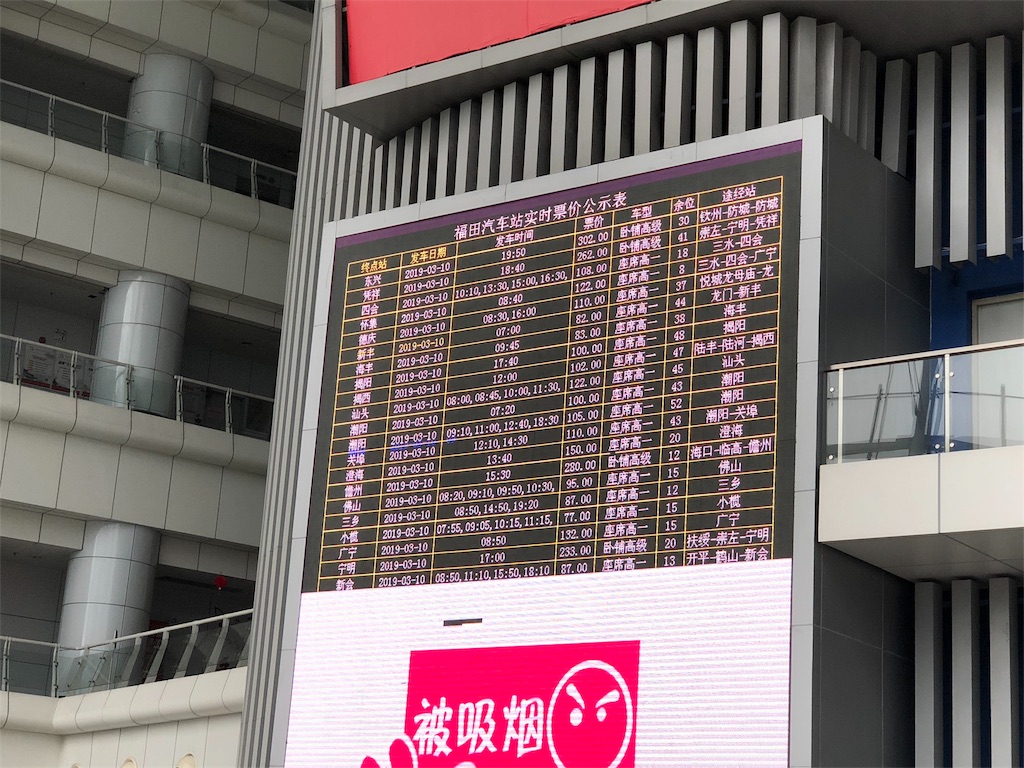 福田汽车站实时票价公示表
终点站 发车日期 发车时间 票价 车型 余位 途经站
东兴 2019-03-10 19:50 302.00 卧铺高级 30 钦州-防城-防城
凭祥 2019-03-10 18:40 262.00 卧铺高级 41 崇左-宁明-凭祥
四会 2019-03-10 10:10,13:30,15:00,16:30, 108.00 座席高一 18 三水-四会
怀集 2019-03-10 08:40 122.00 座席高一 8 三水-四会-广宁
德庆 2019-03-10 08:30,16:00 110.00 座席高一 37 悦城龙母庙-龙
新丰 2019-03-10 07:00 82.00 座席高一 44 龙门-新丰
海丰 2019-03-10 09:45 83.00 座席高一 38 海丰
揭阳 2019-03-10 17:40 100.00 座席高一 48 揭阳
揭西 2019-03-10 12:00 102.00 座席高一 47 陆丰-陆河-揭西
汕头 2019-03-10 08:00,08:45,10:00,11:30, 122.00 座席高一 45 汕头
潮阳 2019-03-10 07:20 100.00 座席高一 43 潮阳
潮阳 2019-03-10 09:10,11:00,12:40,18:30 105.00 座席高一 52 潮阳
关埠 2019-03-10 12:10,14:30 110.00 座席高一 43 潮阳-关埠
澄海 2019-03-10 13:40 150.00 座席高一 20 澄海
儋州 2019-03-10 15:30 280.00 卧铺高级 12 海口-临高-儋州
佛山 2019-03-10 08:20,09:10,09:50,10:30, 95.00 座席高一 15 佛山
三乡 2019-03-10 08:50,14:50,19:20 87.00 座席高一 12 三乡
小榄 2019-03-10 07:55,09:05,10:15,11:15, 77.00 座席高一 15 小榄
广宁 2019-03-10 08:50 132.00 座席高一 15 广宁
宁明 2019-03-10 17:00 233.00 卧铺高级 20 扶绥-崇左-宁明
新会 2019-03-10 08:50,11:10,15:50,18:10 87.00 座席高一 13 开平-鹤山-新会
被吸烟